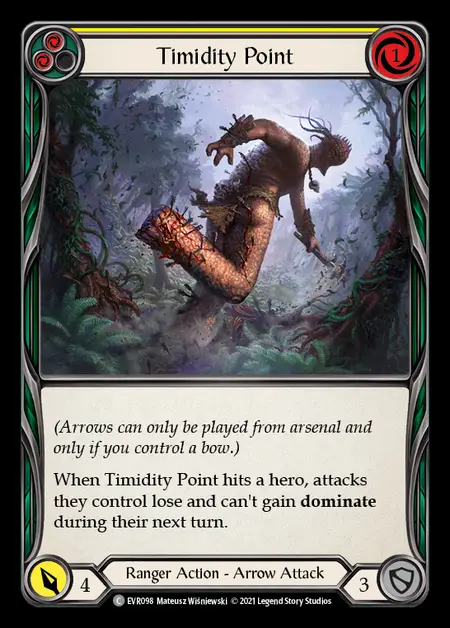 Timidity Point
1
(Arrows can only be played from arsenal and
only if you control a bow.)
When Timidity Point hits a hero, attacks
they control lose and can't gain dominate
during their next turn.
4
Ranger Action - Arrow Attack
3
C EVR098 Mateusz Wiśniewski © 2021 Legend Story Studios